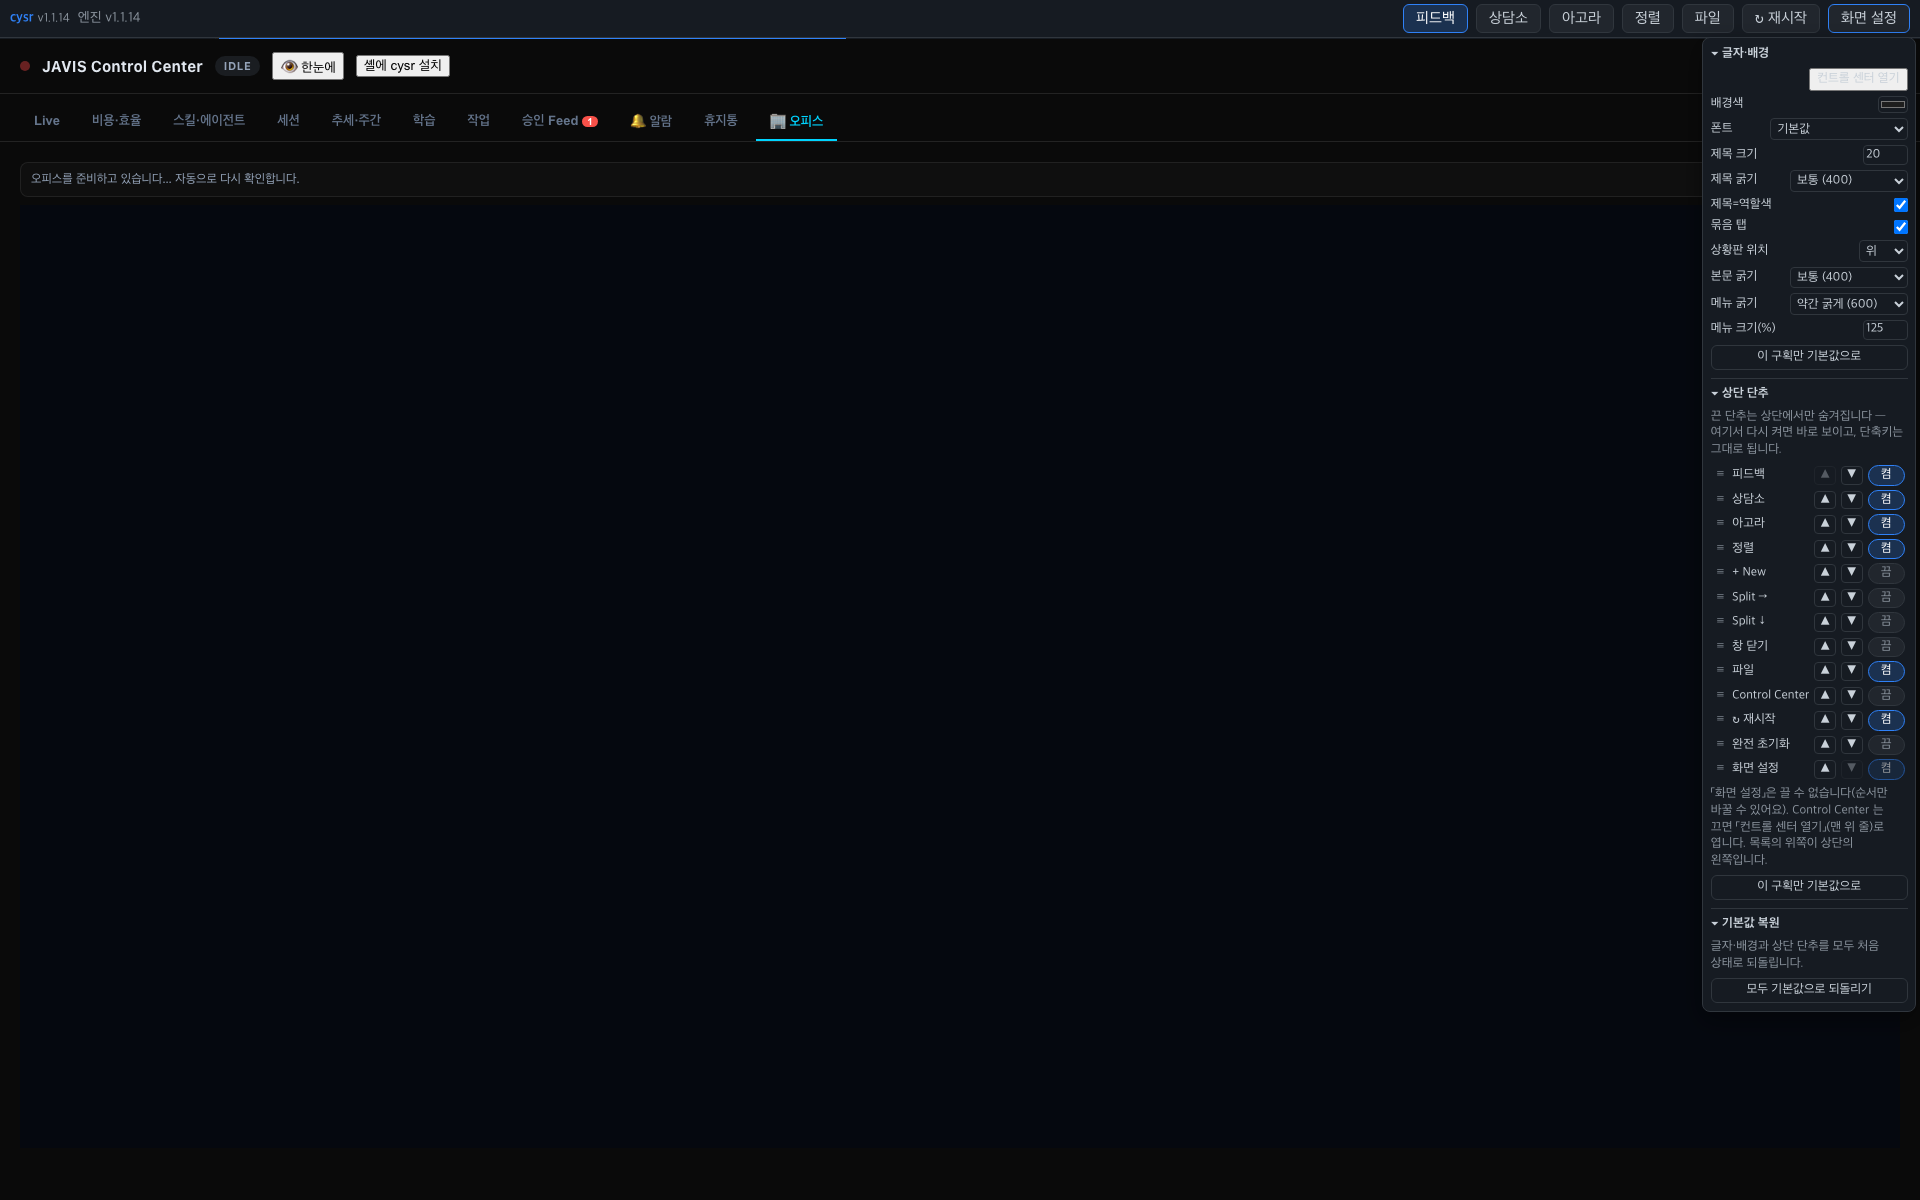 cysr v1.1.14 엔진 v1.1.14
피드백 상담소 아고라 정렬 파일 ↻ 재시작 화면 설정
JAVIS Control Center IDLE 한눈에 셀에 cysr 설치
Live 비용·효율 스킬·에이전트 세션 추세·주간 학습 작업 승인 Feed 1 알람 휴지통 오피스
오피스를 준비하고 있습니다... 자동으로 다시 확인합니다.
글자·배경
컨트롤 센터 열기
배경색
폰트 기본값
제목 크기 20
제목 굵기 보통 (400)
제목=역할색
묶음 탭
상황판 위치 위
본문 굵기 보통 (400)
메뉴 굵기 약간 굵게 (600)
메뉴 크기(%) 125
이 구획만 기본값으로
상단 단추
끈 단추는 상단에서만 숨겨집니다 —
여기서 다시 켜면 바로 보이고, 단축키는
그대로 됩니다.
≡ 피드백 ▲ ▼ 켬
≡ 상담소 ▲ ▼ 켬
≡ 아고라 ▲ ▼ 켬
≡ 정렬 ▲ ▼ 켬
≡ + New ▲ ▼ 끔
≡ Split → ▲ ▼ 끔
≡ Split ↓ ▲ ▼ 끔
≡ 창 닫기 ▲ ▼ 끔
≡ 파일 ▲ ▼ 켬
≡ Control Center ▲ ▼ 끔
≡ ↻ 재시작 ▲ ▼ 켬
≡ 완전 초기화 ▲ ▼ 끔
≡ 화면 설정 ▲ ▼ 켬
「화면 설정」은 끌 수 없습니다(순서만
바꿀 수 있어요). Control Center 는
끄면 「컨트롤 센터 열기」(맨 위 줄)로
엽니다. 목록의 위쪽이 상단의
왼쪽입니다.
이 구획만 기본값으로
기본값 복원
글자·배경과 상단 단추를 모두 처음
상태로 되돌립니다.
모두 기본값으로 되돌리기